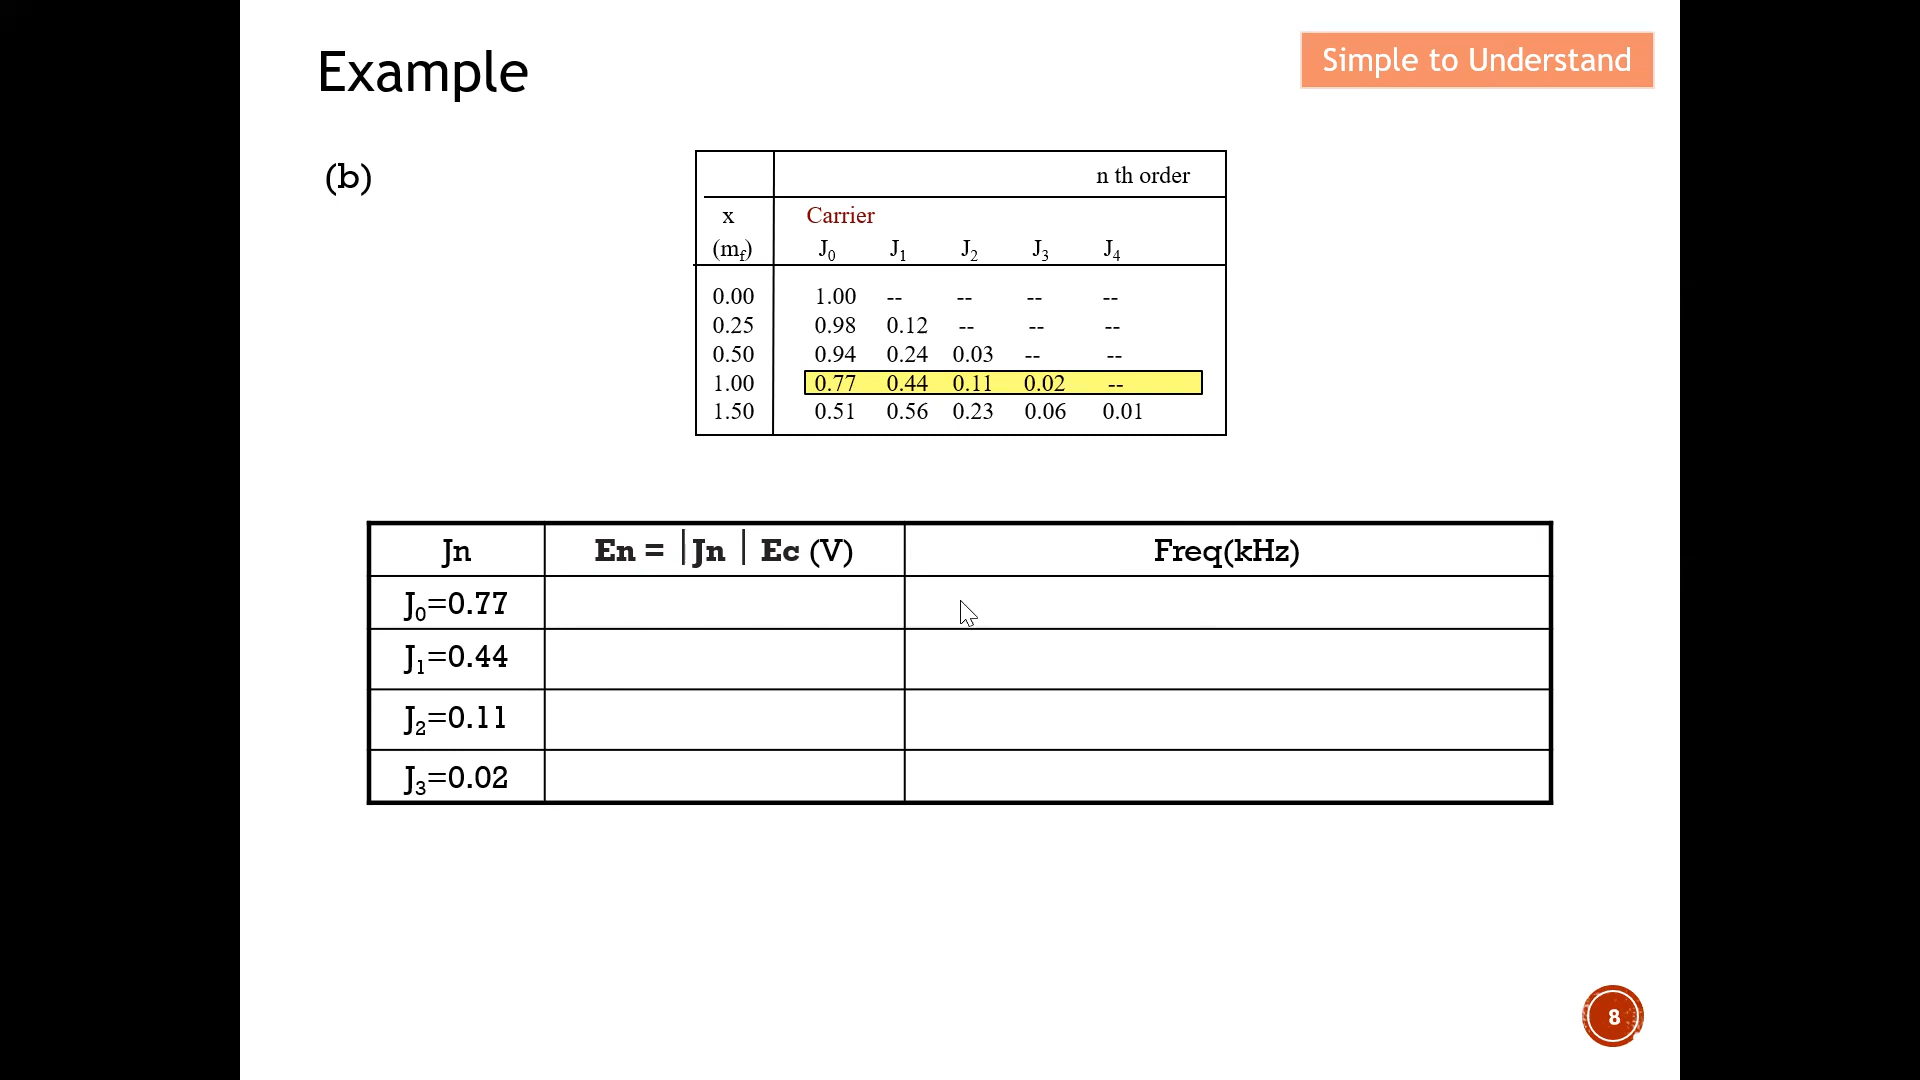 Example
Simple to Understand
(b)
n th order
x Carrier
(mf) J0 J1 J2 J3 J4
0.00 1.00 -- -- -- --
0.25 0.98 0.12 -- -- --
0.50 0.94 0.24 0.03 -- --
1.00 0.77 0.44 0.11 0.02 --
1.50 0.51 0.56 0.23 0.06 0.01
Jn En = |Jn | Ec (V) Freq(kHz)
J0=0.77
J1=0.44
J2=0.11
J3=0.02
8